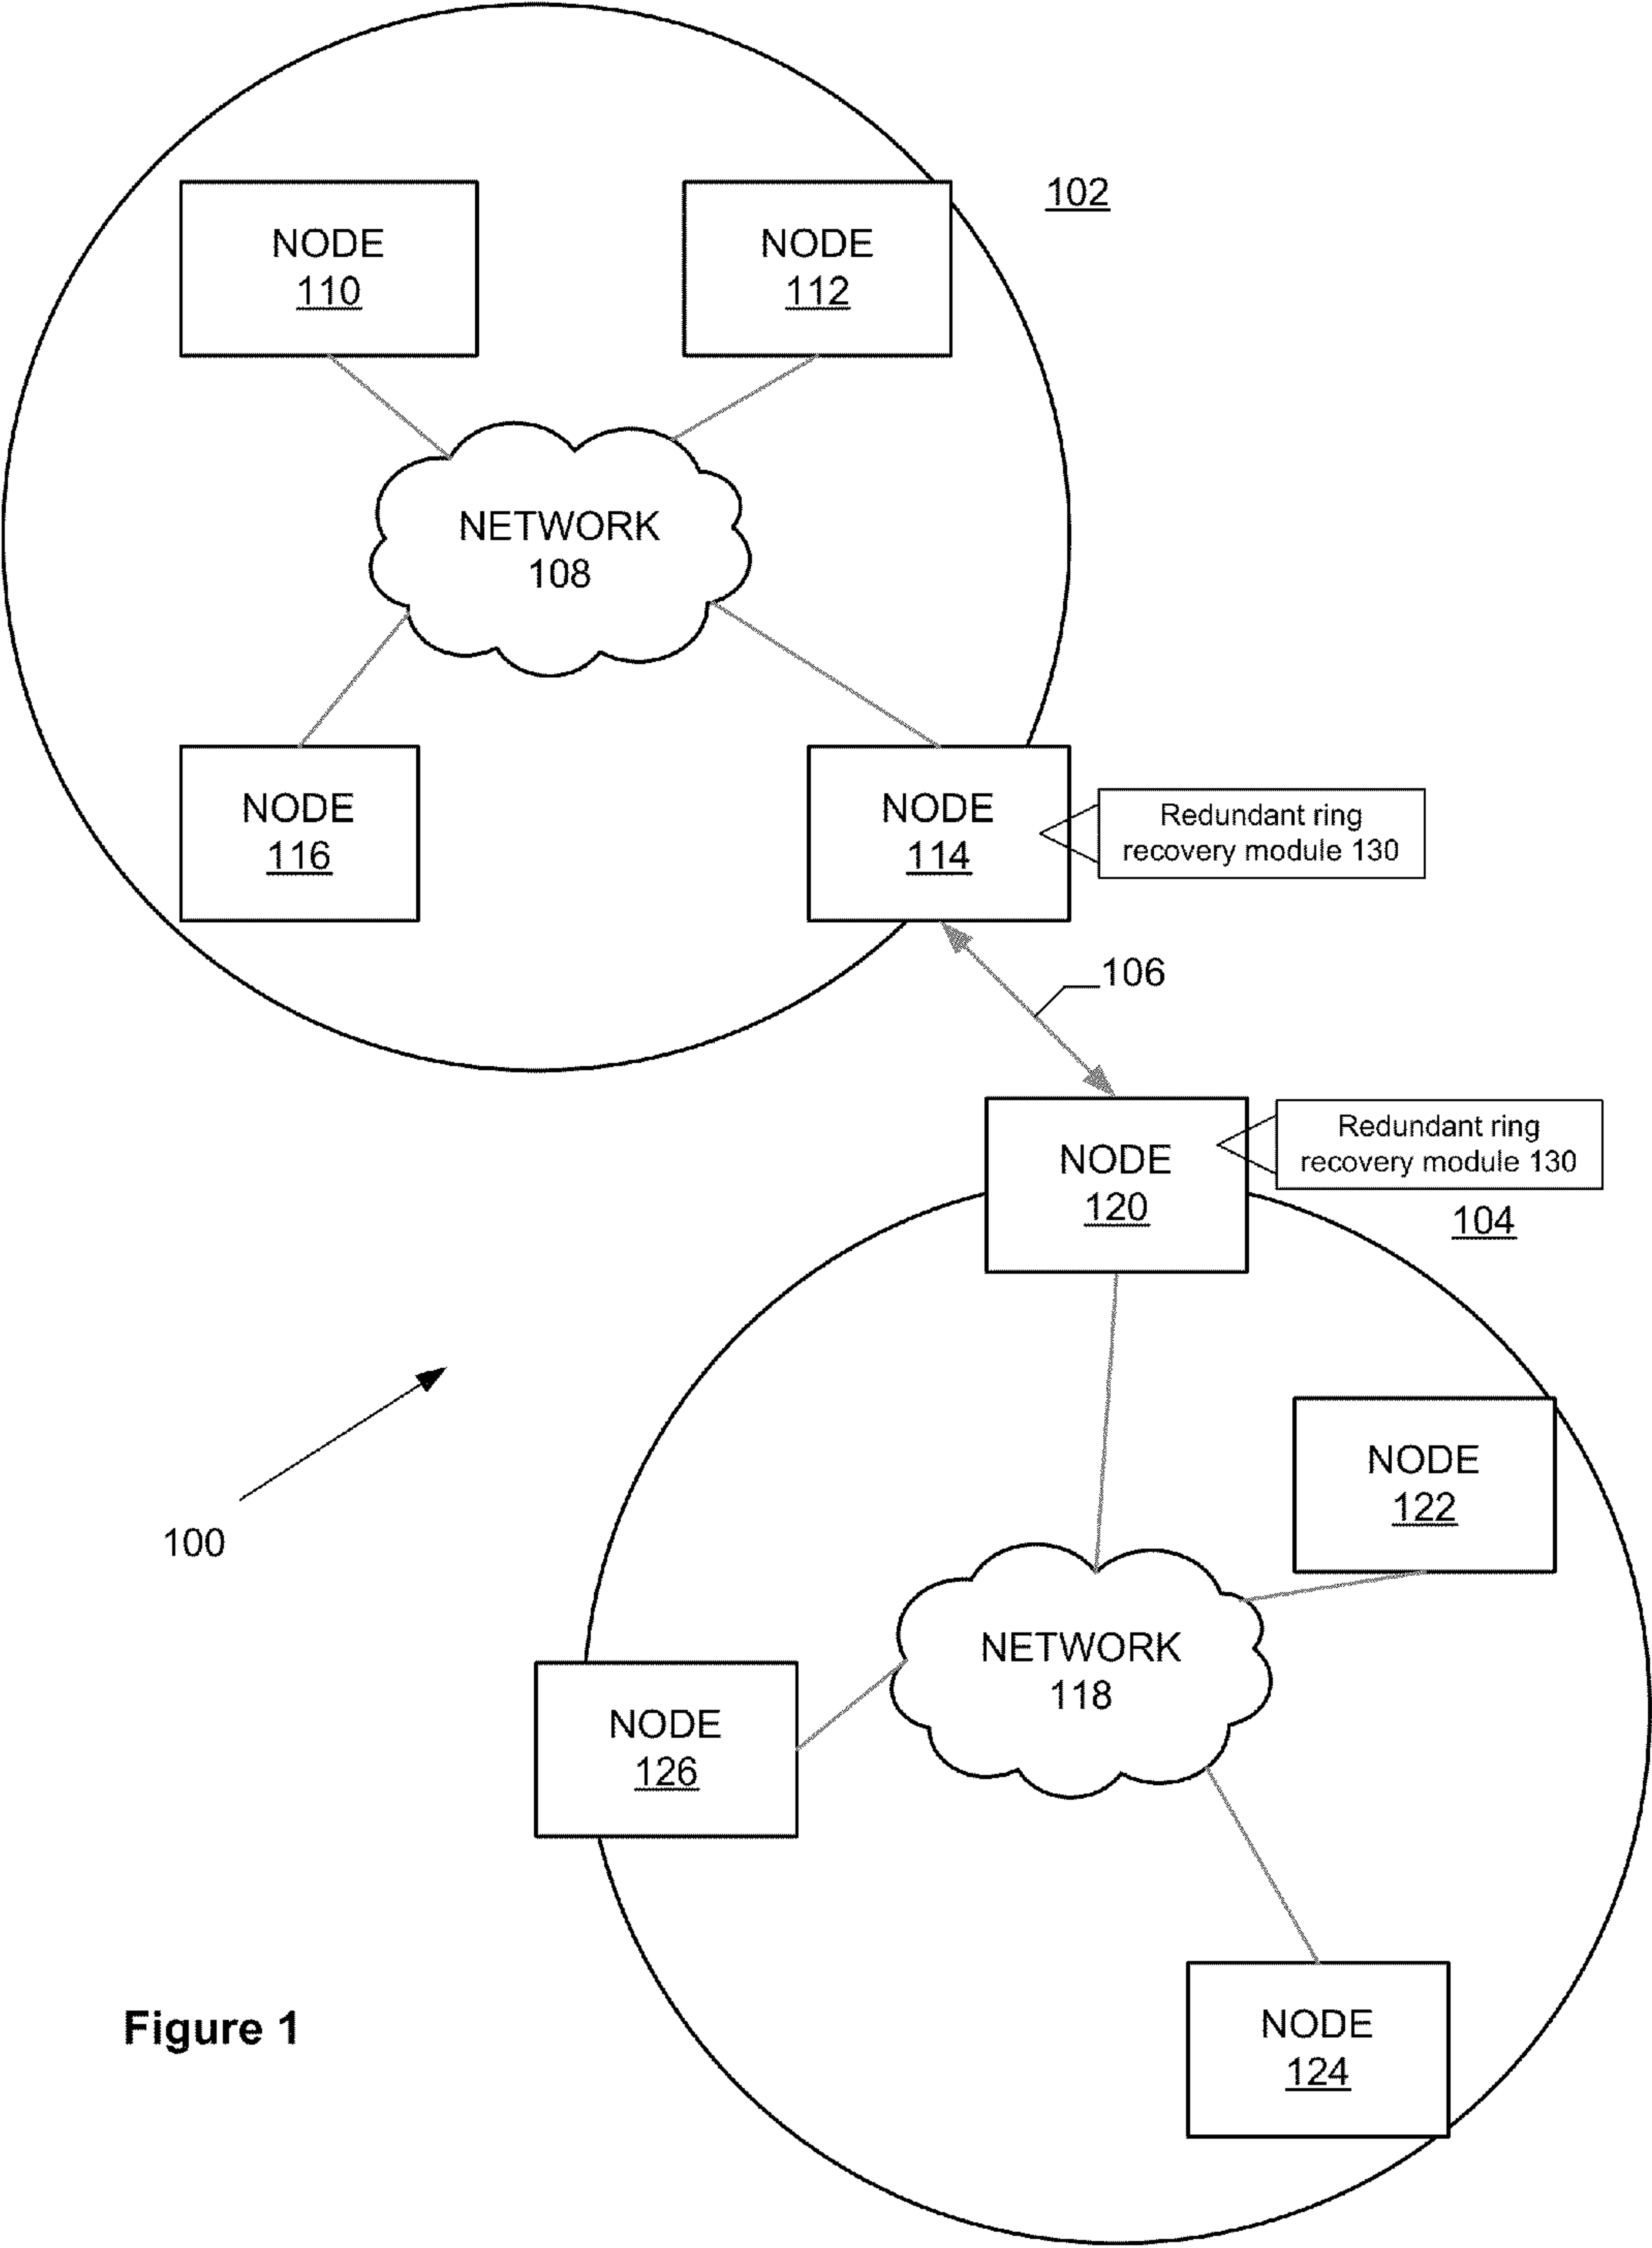 102
NODE
110
NODE
112
NETWORK
108
NODE
116
NODE
114
Redundant ring
recovery module 130
106
NODE
120
Redundant ring
recovery module 130
104
NODE
122
100
NETWORK
118
NODE
126
NODE
124
Figure 1